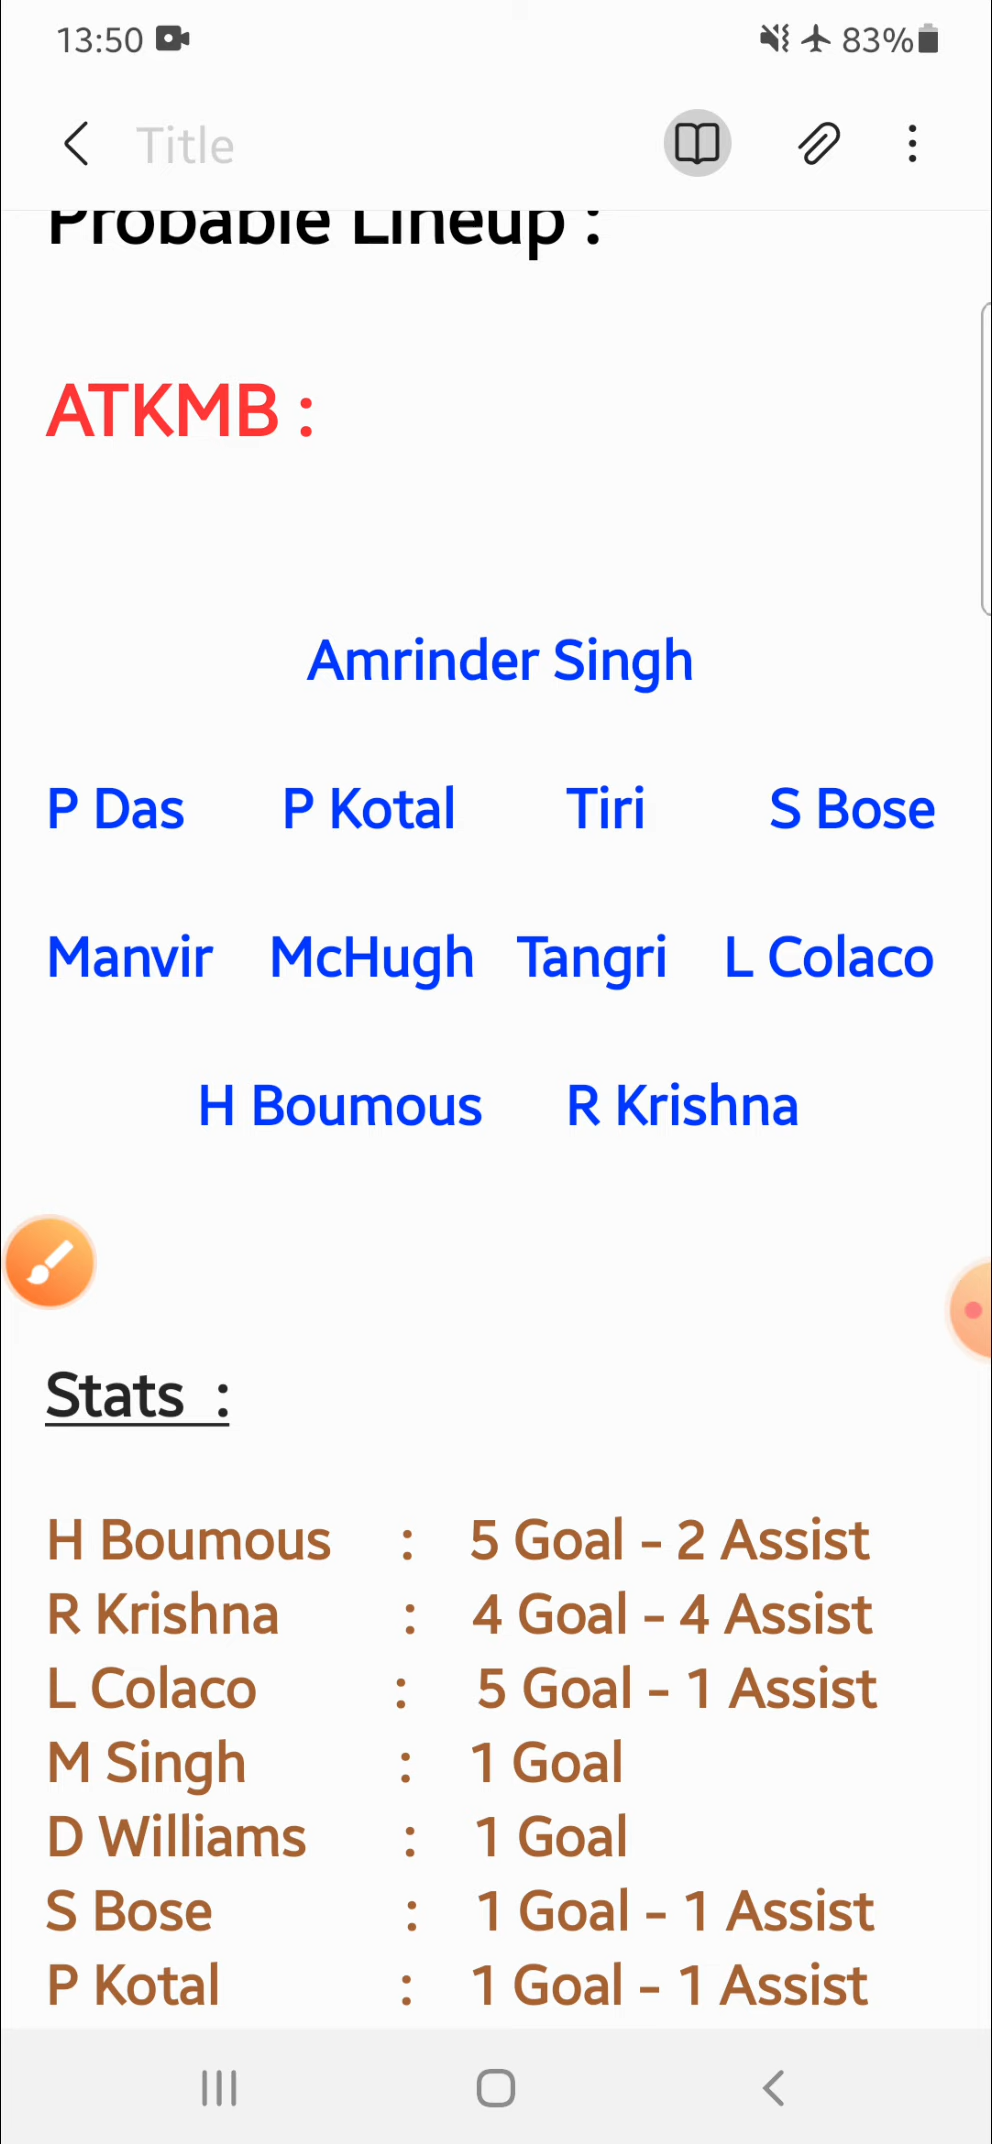 13:50 83%
Title
Probable Lineup :
ATKMB :
Amrinder Singh
P Das P Kotal Tiri S Bose
Manvir McHugh Tangri L Colaco
H Boumous R Krishna
Stats :
H Boumous : 5 Goal - 2 Assist
R Krishna : 4 Goal - 4 Assist
L Colaco : 5 Goal - 1 Assist
M Singh : 1 Goal
D Williams : 1 Goal
S Bose : 1 Goal - 1 Assist
P Kotal : 1 Goal - 1 Assist